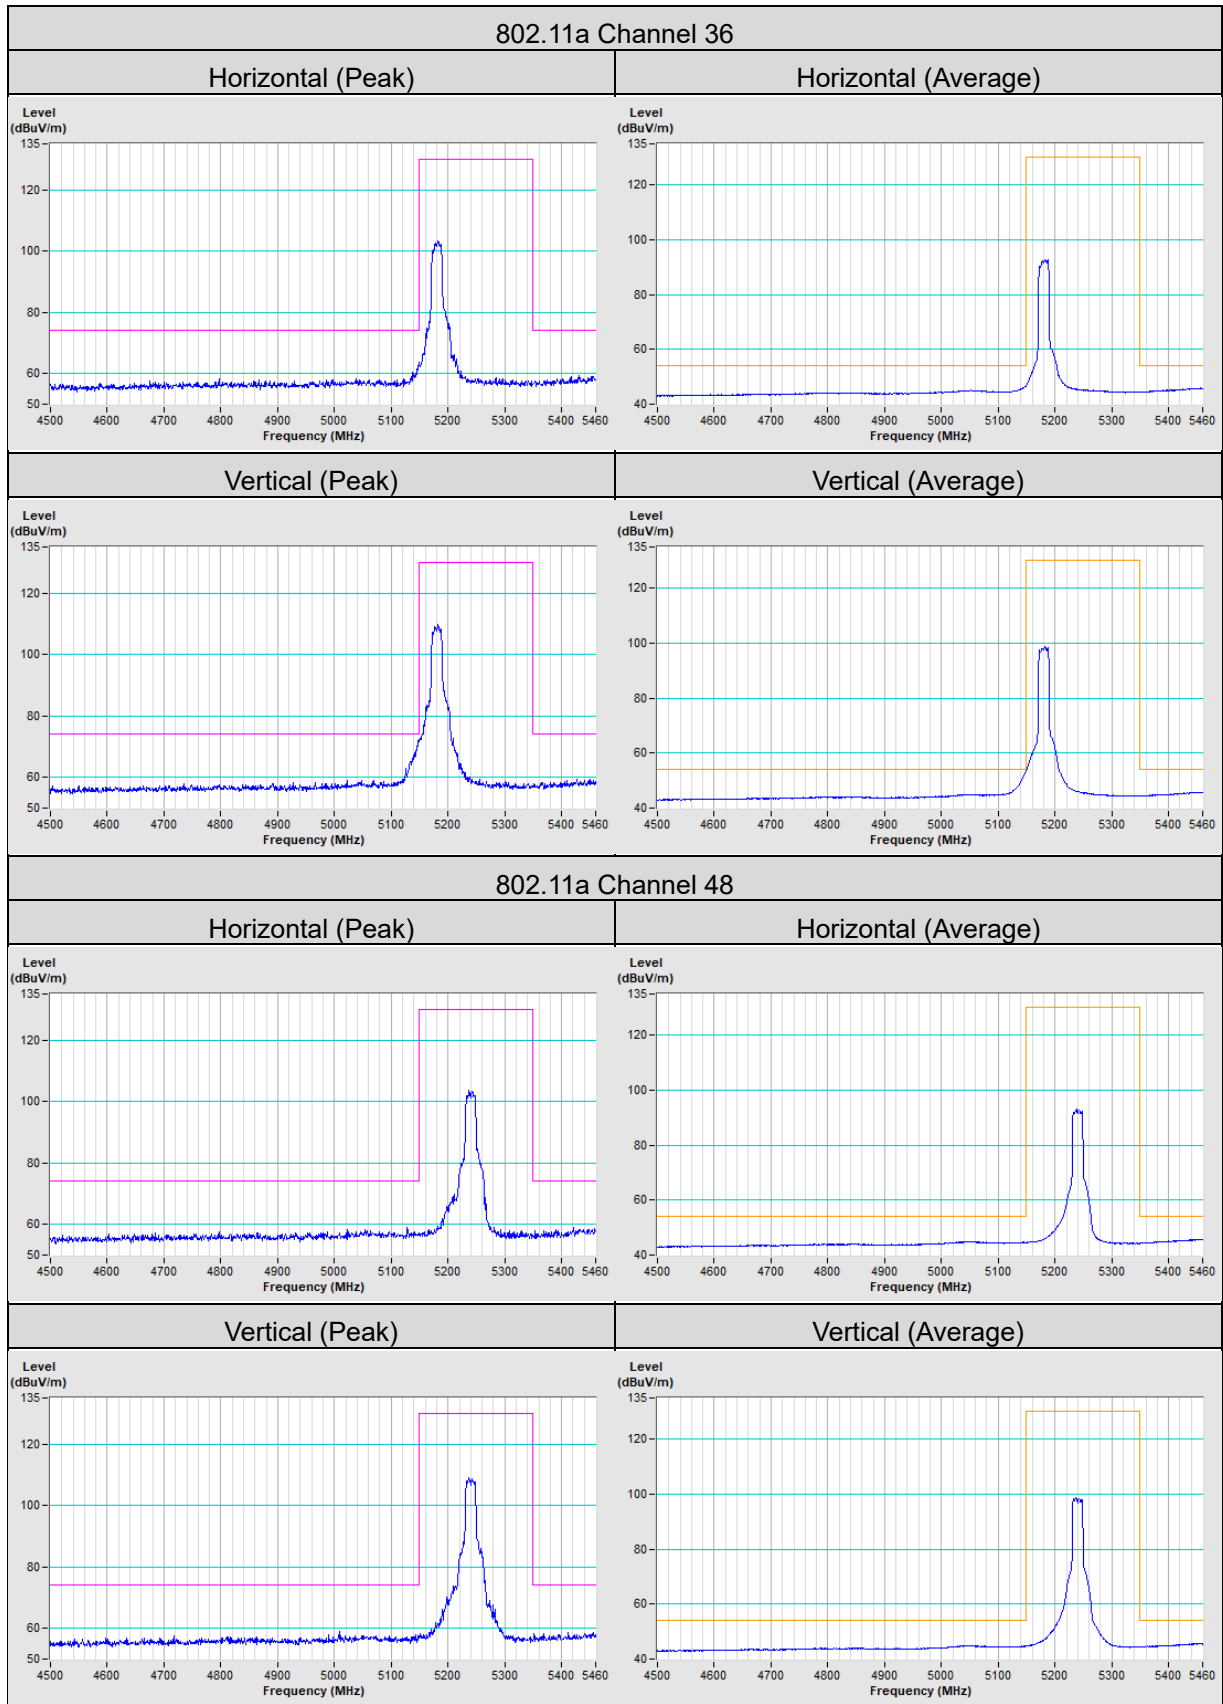 802.11a Channel 36
Horizontal (Peak) Horizontal (Average)
Level Level
(dBuV/m) (dBuV/m)
135 135
120 120
100 100
80 80
60 60
50 40
4500 4600 4700 4800 4900 5000 5100 5200 5300 5400 5460 4500 4600 4700 4800 4900 5000 5100 5200 5300 5400 5460
Frequency (MHz) Frequency (MHz)
Vertical (Peak) Vertical (Average)
Level Level
(dBuV/m) (dBuV/m)
135 135
120 120
100 100
80 80
60 60
50 40
4500 4600 4700 4800 4900 5000 5100 5200 5300 5400 5460 4500 4600 4700 4800 4900 5000 5100 5200 5300 5400 5460
Frequency (MHz) Frequency (MHz)
802.11a Channel 48
Horizontal (Peak) Horizontal (Average)
Level Level
(dBuV/m) (dBuV/m)
135 135
120 120
100 100
80 80
60 60
50 40
4500 4600 4700 4800 4900 5000 5100 5200 5300 5400 5460 4500 4600 4700 4800 4900 5000 5100 5200 5300 5400 5460
Frequency (MHz) Frequency (MHz)
Vertical (Peak) Vertical (Average)
Level Level
(dBuV/m) (dBuV/m)
135 135
120 120
100 100
80 80
60 60
50 40
4500 4600 4700 4800 4900 5000 5100 5200 5300 5400 5460 4500 4600 4700 4800 4900 5000 5100 5200 5300 5400 5460
Frequency (MHz) Frequency (MHz)